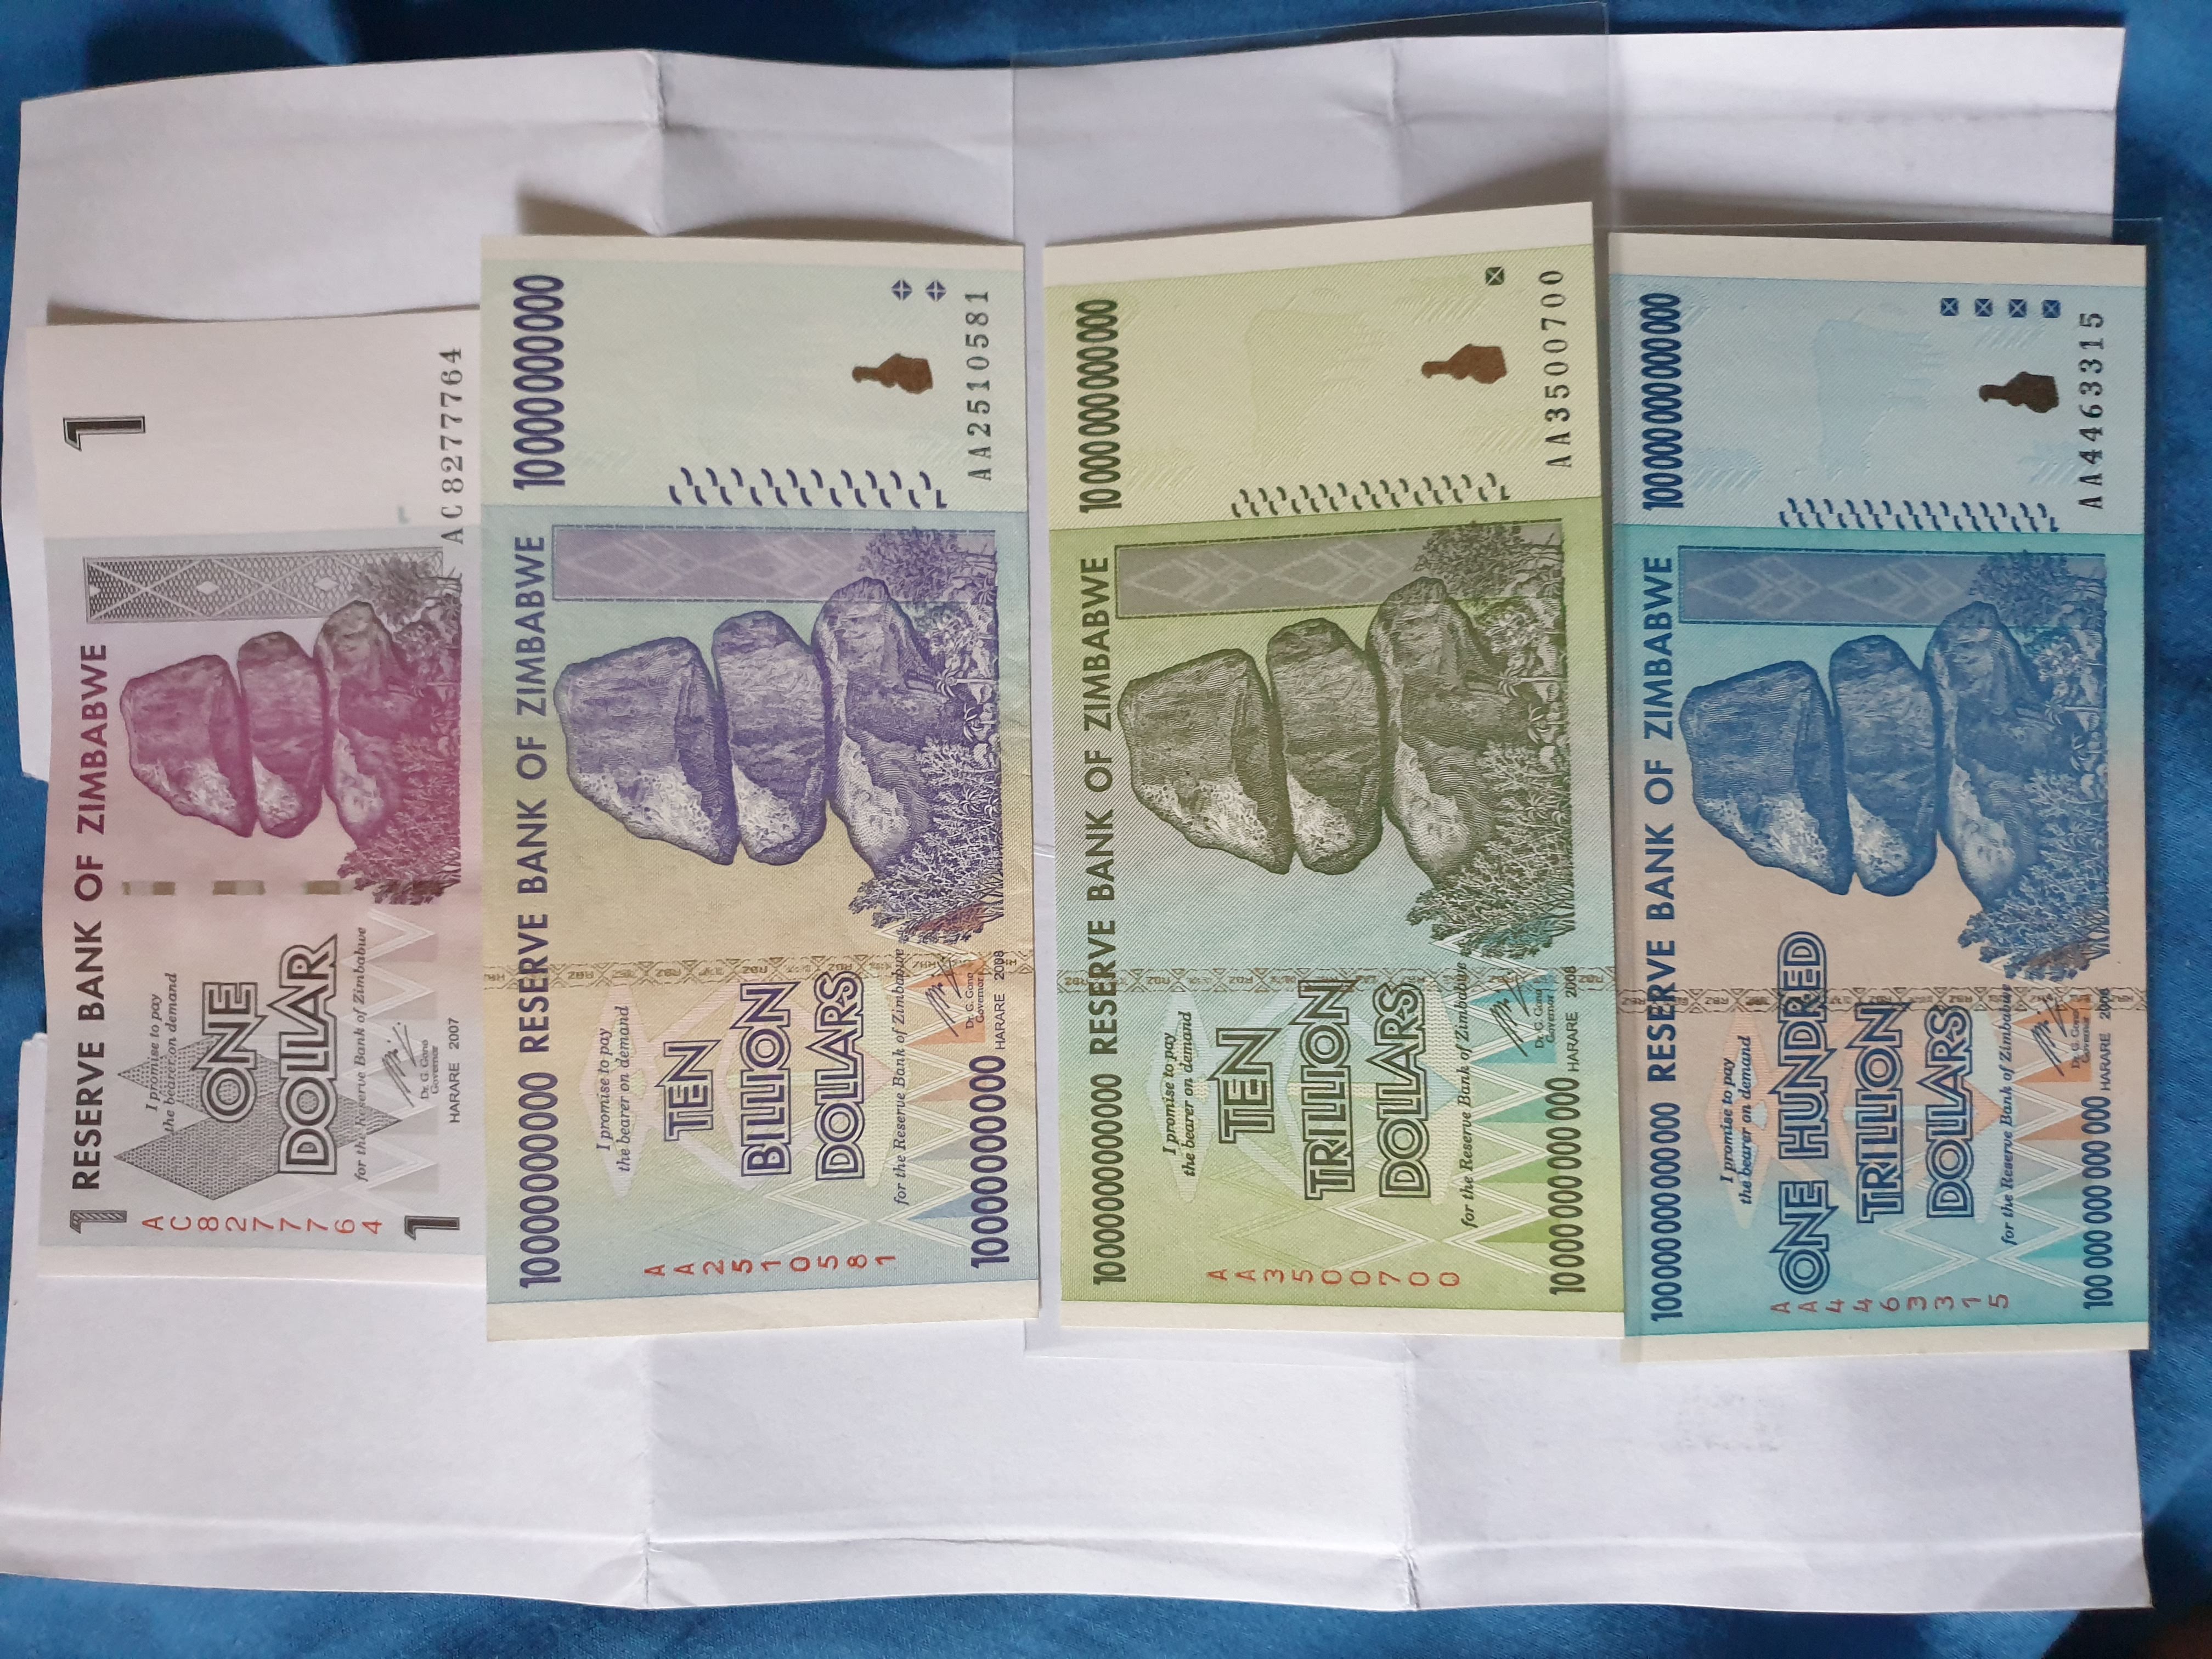 1 RESERVE BANK OF ZIMBABWE 1
I promise to pay
the bearer on demand
ONE
DOLLAR
for the Reserve Bank of Zimbabwe
Dr. G. Gono
Governor
1 HARARE 2007
AC8277764
AC8277764
10000000000 RESERVE BANK OF ZIMBABWE 10 000 000 000
I promise to pay
the bearer on demand
TEN
BILLION
DOLLARS
for the Reserve Bank of Zimbabwe
Dr. G. Gono
Governor
10000000000 HARARE 2008
AA2510581
AA2510581
10000000000000 RESERVE BANK OF ZIMBABWE 10 000 000 000 000
I promise to pay
the bearer on demand
TEN
TRILLION
DOLLARS
for the Reserve Bank of Zimbabwe
Dr. G. Gono
Governor
10 000 000 000 000 HARARE 2008
AA3500700
AA3500700
100 000 000 000 000 RESERVE BANK OF ZIMBABWE 100 000 000 000 000
I promise to pay
the bearer on demand
ONE HUNDRED
TRILLION
DOLLARS
for the Reserve Bank of Zimbabwe
Dr. G. Gono
Governor
100 000 000 000 000 HARARE 2008
AA4463315
AA4463315